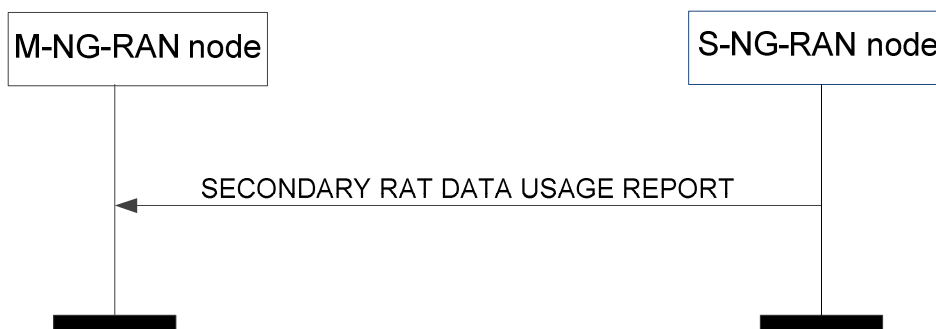 M-NG-RAN node
S-NG-RAN node
SECONDARY RAT DATA USAGE REPORT